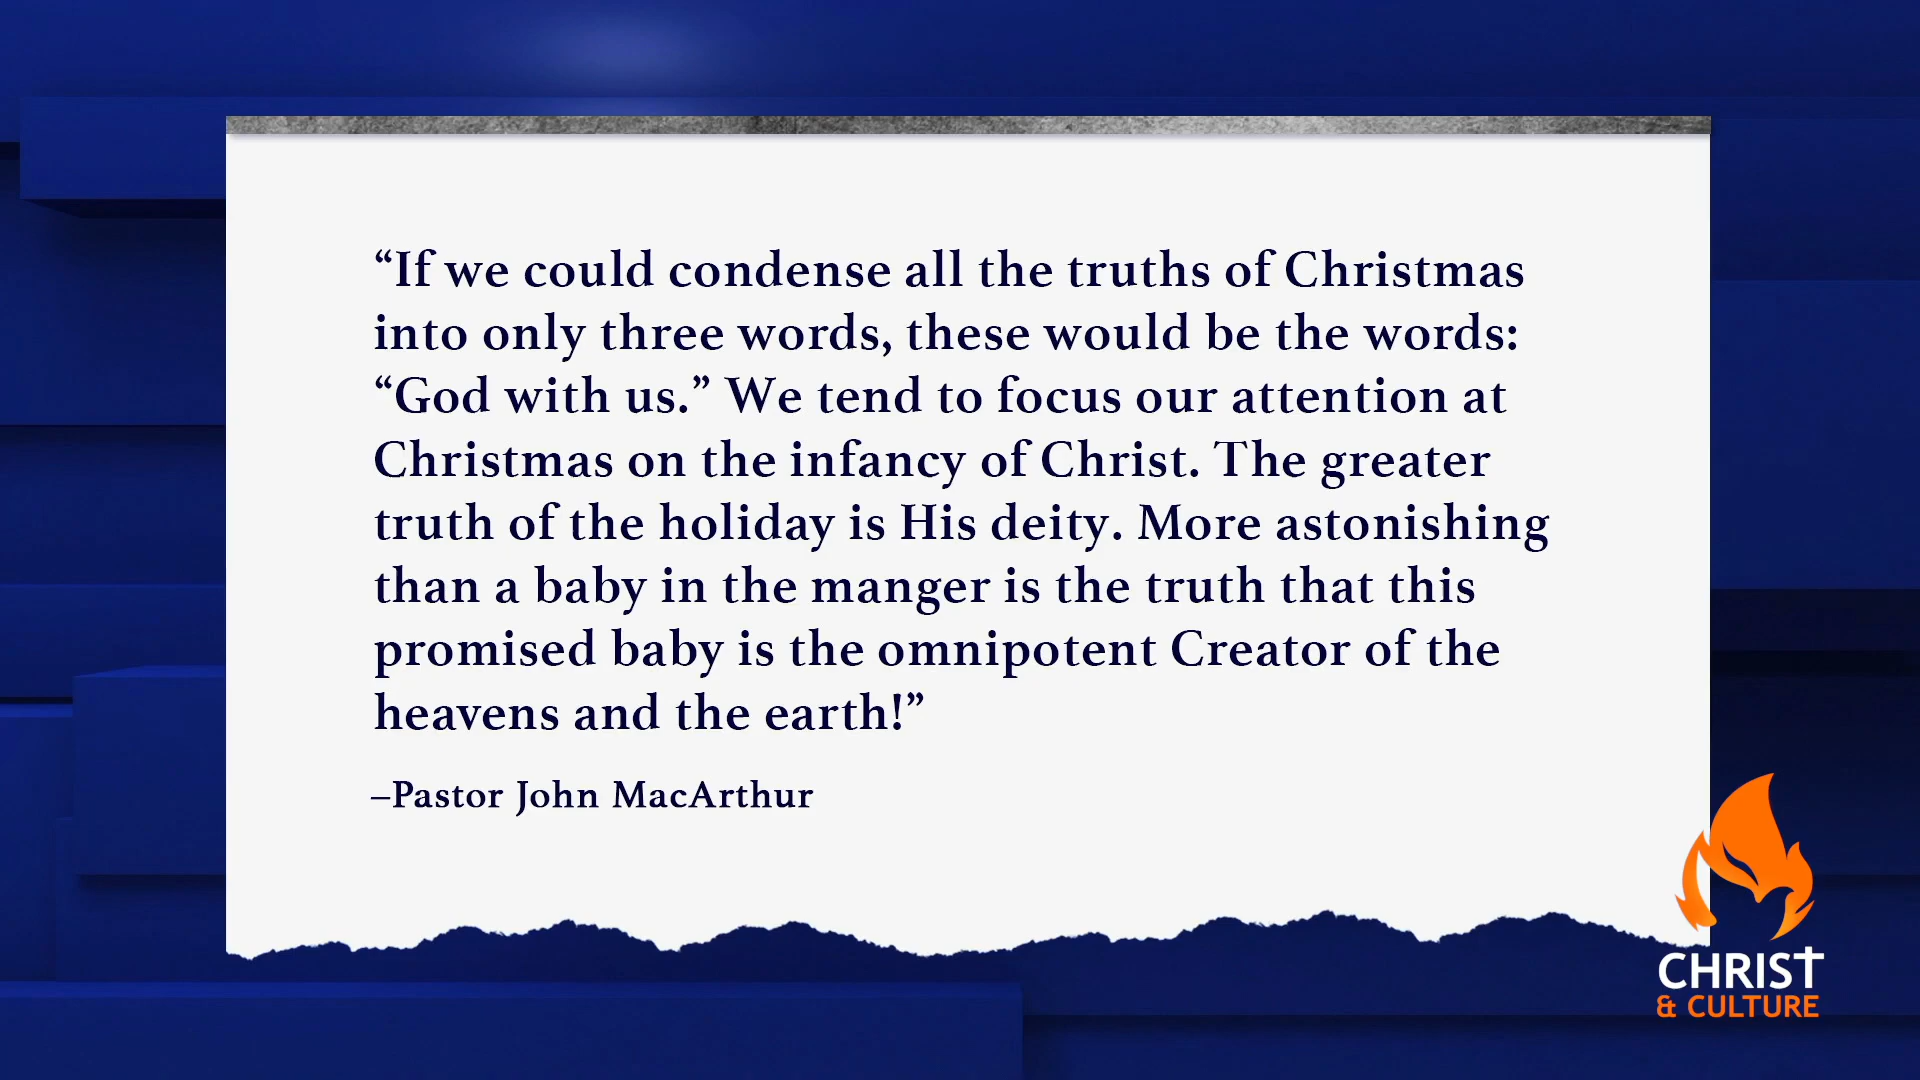 “If we could condense all the truths of Christmas
into only three words, these would be the words:
“God with us.” We tend to focus our attention at
Christmas on the infancy of Christ. The greater
truth of the holiday is His deity. More astonishing
than a baby in the manger is the truth that this
promised baby is the omnipotent Creator of the
heavens and the earth!”
–Pastor John MacArthur
CHRIST
& CULTURE